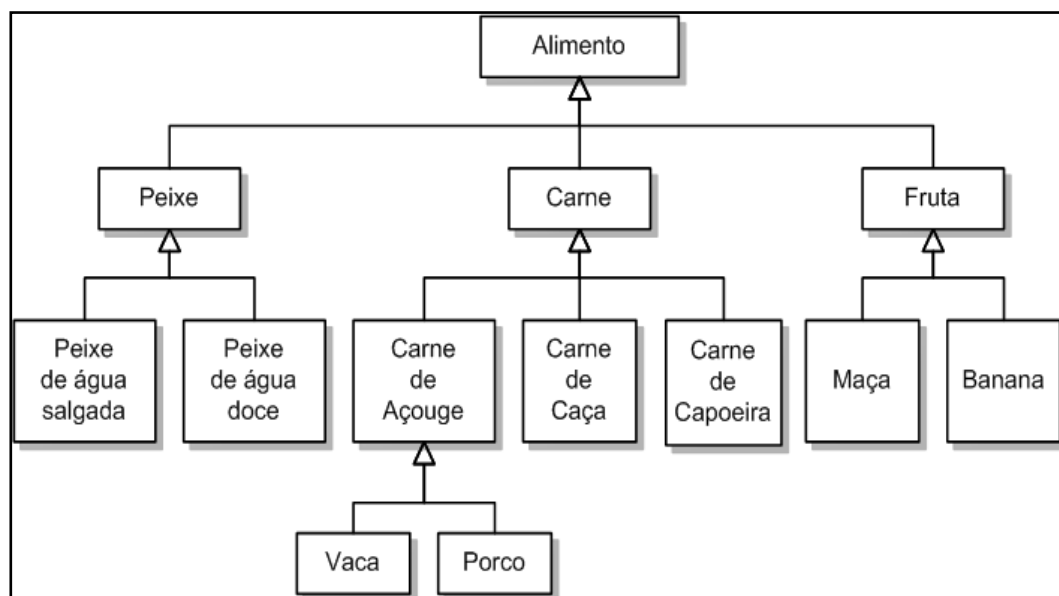 Alimento
Peixe
Carne
Fruta
Peixe
de água
salgada
Peixe
de água
doce
Carne
de
Açouge
Carne
de
Caça
Carne
de
Capoeira
Maça
Banana
Vaca
Porco